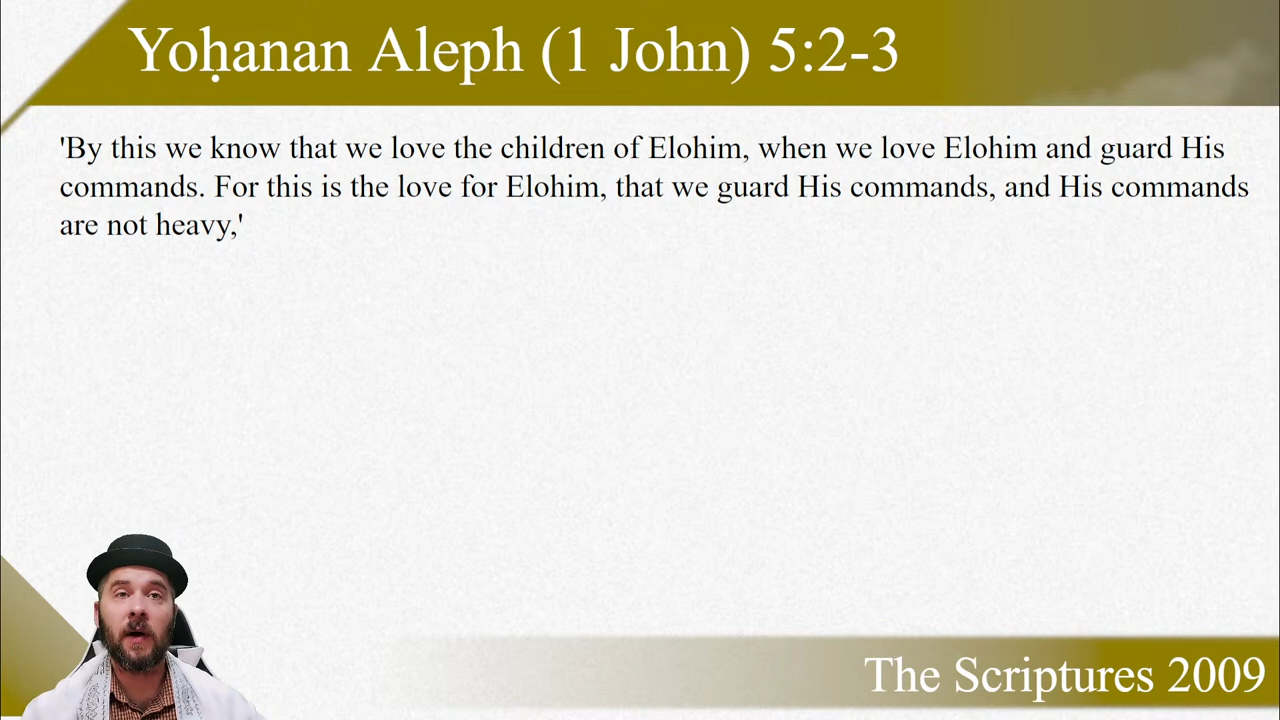 Yoḥanan Aleph (1 John) 5:2-3
'By this we know that we love the children of Elohim, when we love Elohim and guard His
commands. For this is the love for Elohim, that we guard His commands, and His commands
are not heavy,'
The Scriptures 2009